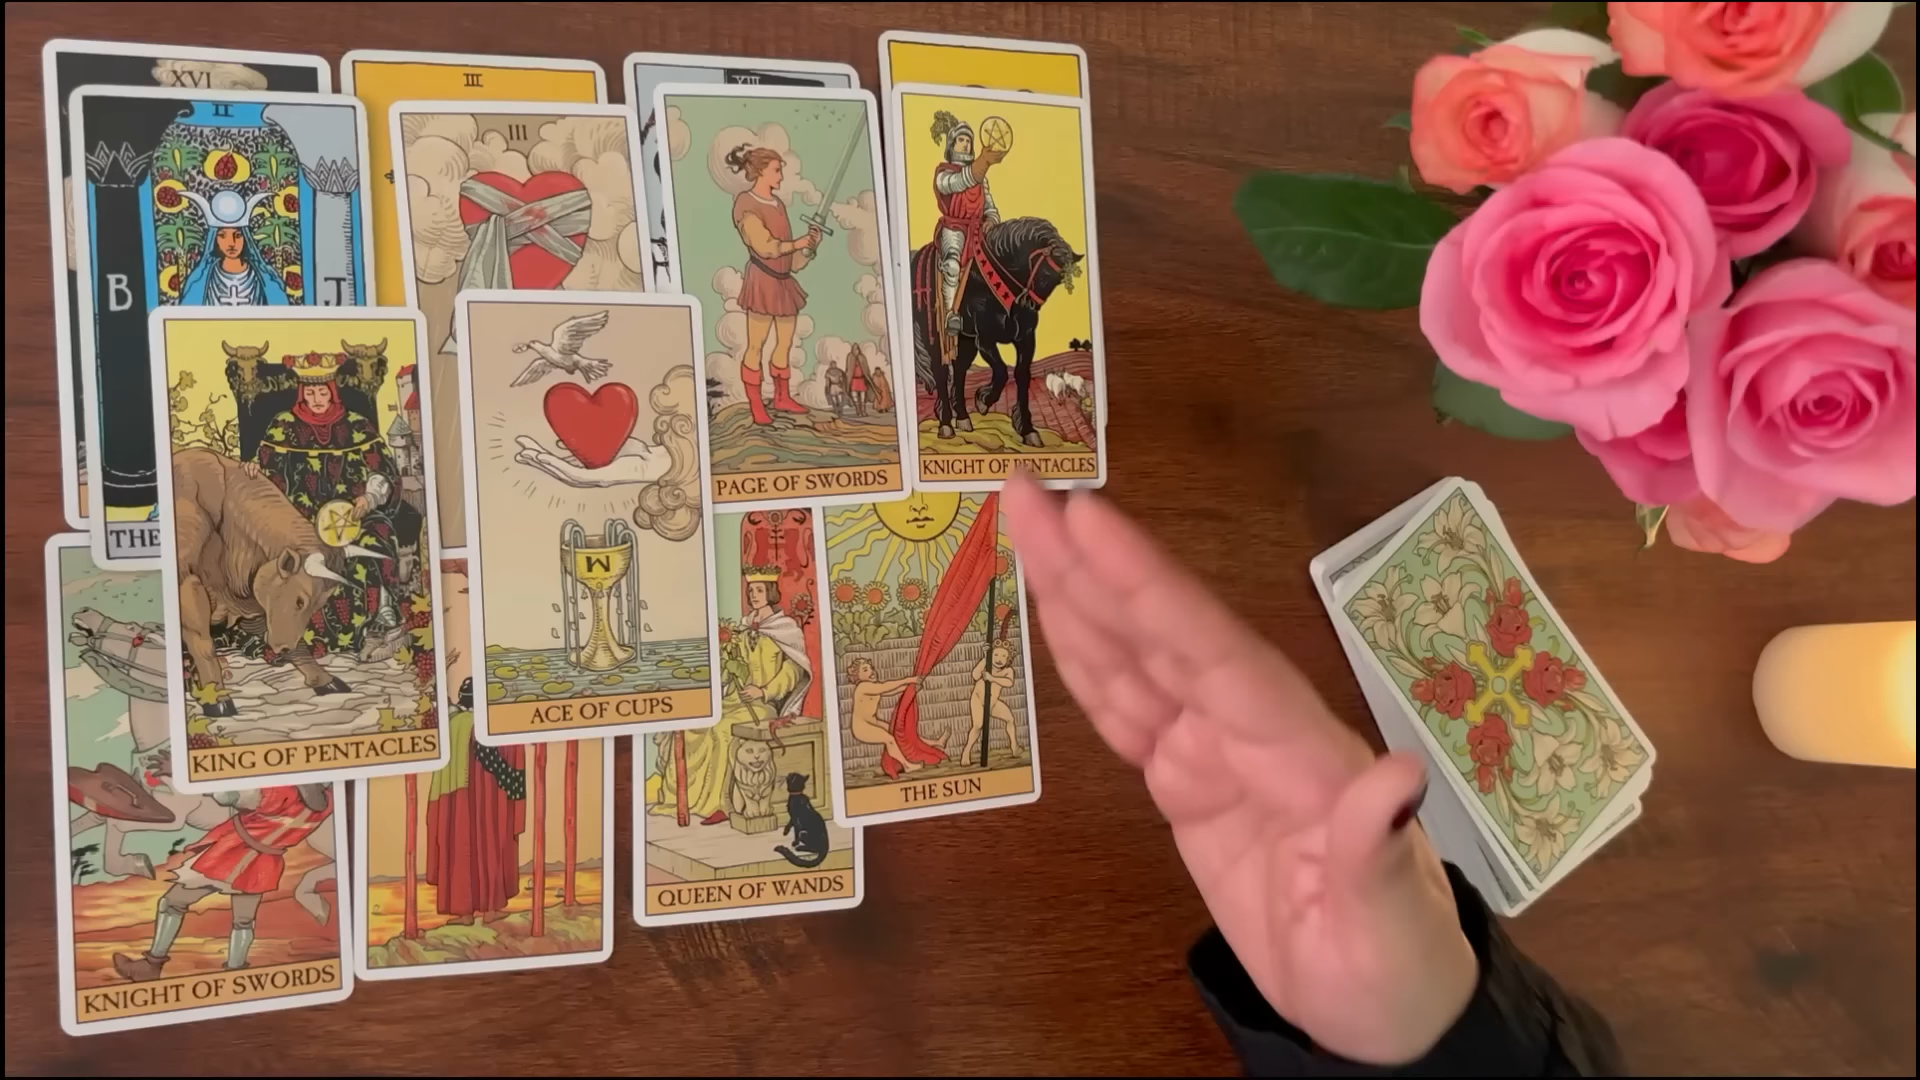 XVI
III
XIII
II
III
B
J
THE
PAGE OF SWORDS
KNIGHT OF PENTACLES
KING OF PENTACLES
ACE OF CUPS
THE SUN
QUEEN OF WANDS
KNIGHT OF SWORDS